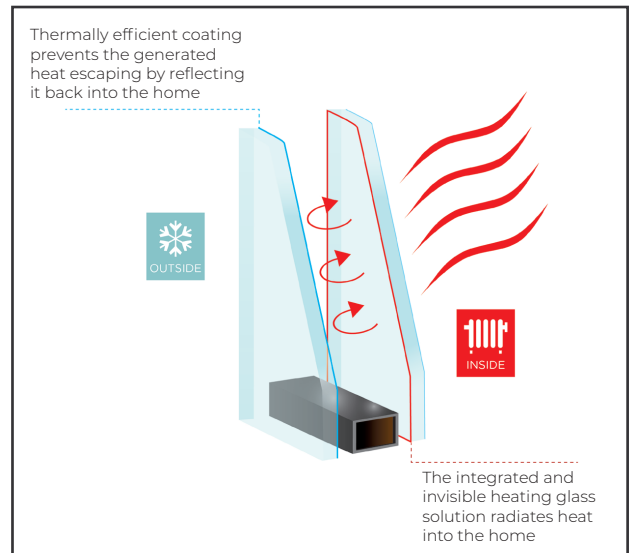 Thermally efficient coating
prevents the generated
heat escaping by reflecting
it back into the home
OUTSIDE
INSIDE
The integrated and
invisible heating glass
solution radiates heat
into the home